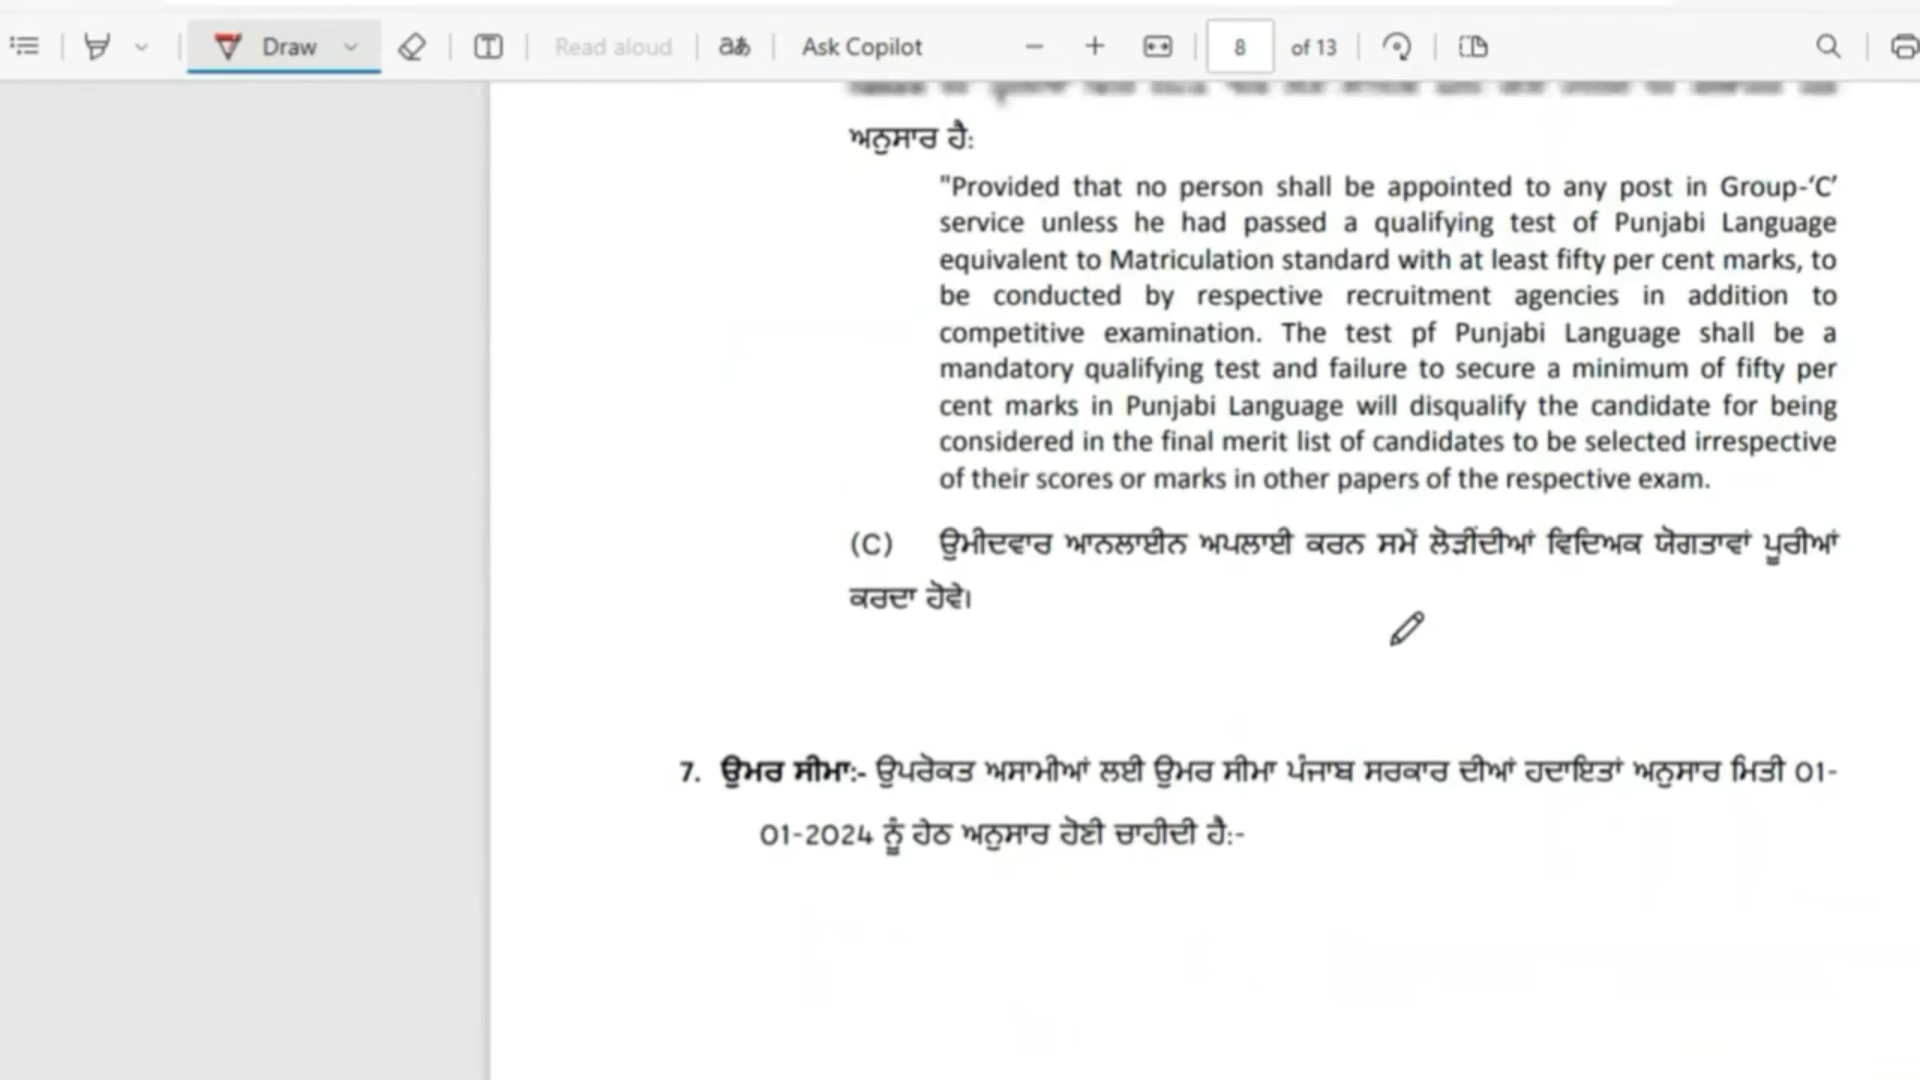 Draw
Read aloud
aあ
Ask Copilot
8 of 13
ਅਨੁਸਾਰ ਹੈ:
"Provided that no person shall be appointed to any post in Group-‘C’
service unless he had passed a qualifying test of Punjabi Language
equivalent to Matriculation standard with at least fifty per cent marks, to
be conducted by respective recruitment agencies in addition to
competitive examination. The test pf Punjabi Language shall be a
mandatory qualifying test and failure to secure a minimum of fifty per
cent marks in Punjabi Language will disqualify the candidate for being
considered in the final merit list of candidates to be selected irrespective
of their scores or marks in other papers of the respective exam.
(C) ਉਮੀਦਵਾਰ ਆਨਲਾਈਨ ਅਪਲਾਈ ਕਰਨ ਸਮੇਂ ਲੋੜੀਂਦੀਆਂ ਵਿਦਿਅਕ ਯੋਗਤਾਵਾਂ ਪੂਰੀਆਂ
ਕਰਦਾ ਹੋਵੇ।
7. ਉਮਰ ਸੀਮਾ:- ਉਪਰੋਕਤ ਅਸਾਮੀਆਂ ਲਈ ਉਮਰ ਸੀਮਾ ਪੰਜਾਬ ਸਰਕਾਰ ਦੀਆਂ ਹਦਾਇਤਾਂ ਅਨੁਸਾਰ ਮਿਤੀ 01-
01-2024 ਨੂੰ ਹੇਠ ਅਨੁਸਾਰ ਹੋਣੀ ਚਾਹੀਦੀ ਹੈ:-